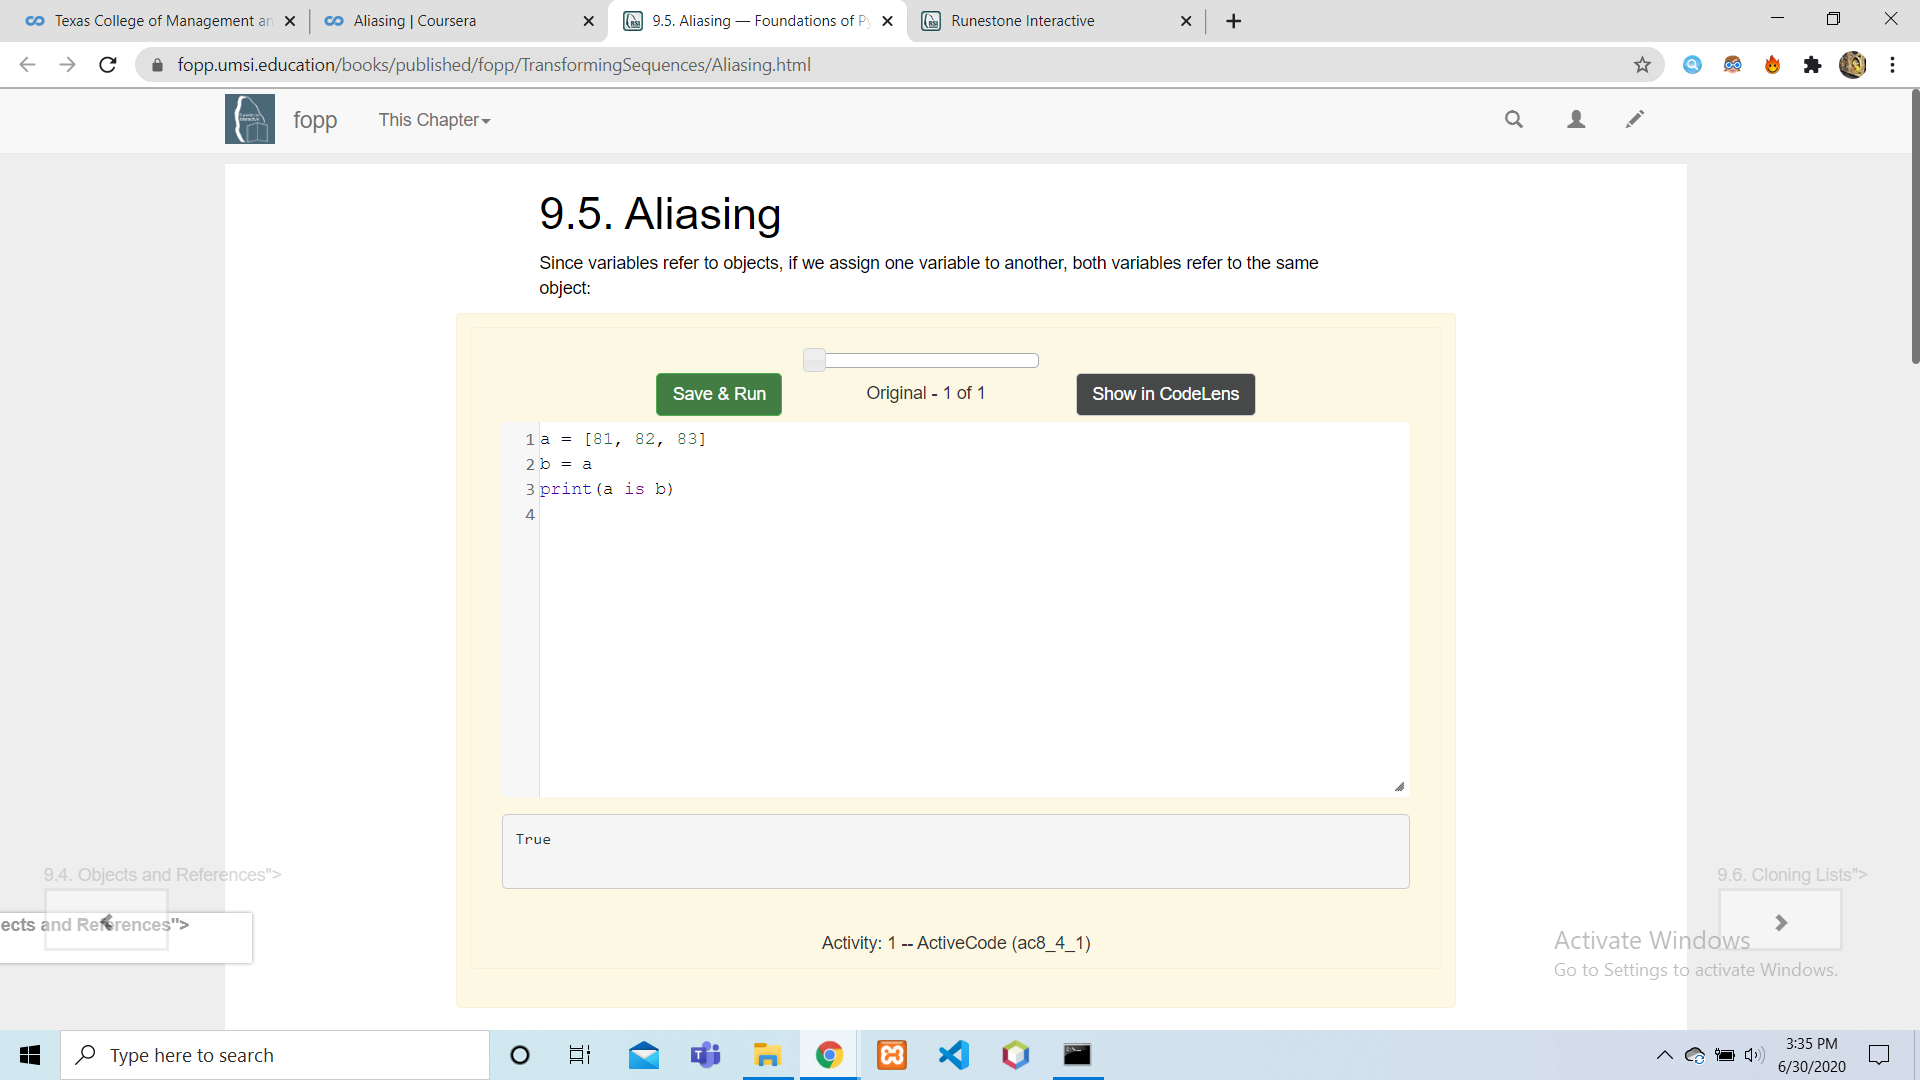 Texas College of Management an
Aliasing | Coursera
9.5. Aliasing — Foundations of Py
Runestone Interactive
fopp.umsi.education/books/published/fopp/TransformingSequences/Aliasing.html
fopp
This Chapter
9.5. Aliasing
Since variables refer to objects, if we assign one variable to another, both variables refer to the same
object:
Save & Run
Original - 1 of 1
Show in CodeLens
1 a = [81, 82, 83]
2 b = a
3 print(a is b)
4
True
9.4. Objects and References">
9.6. Cloning Lists">
ects and References">
Activity: 1 -- ActiveCode (ac8_4_1)
Activate Windows
Go to Settings to activate Windows.
Type here to search
3:35 PM
6/30/2020